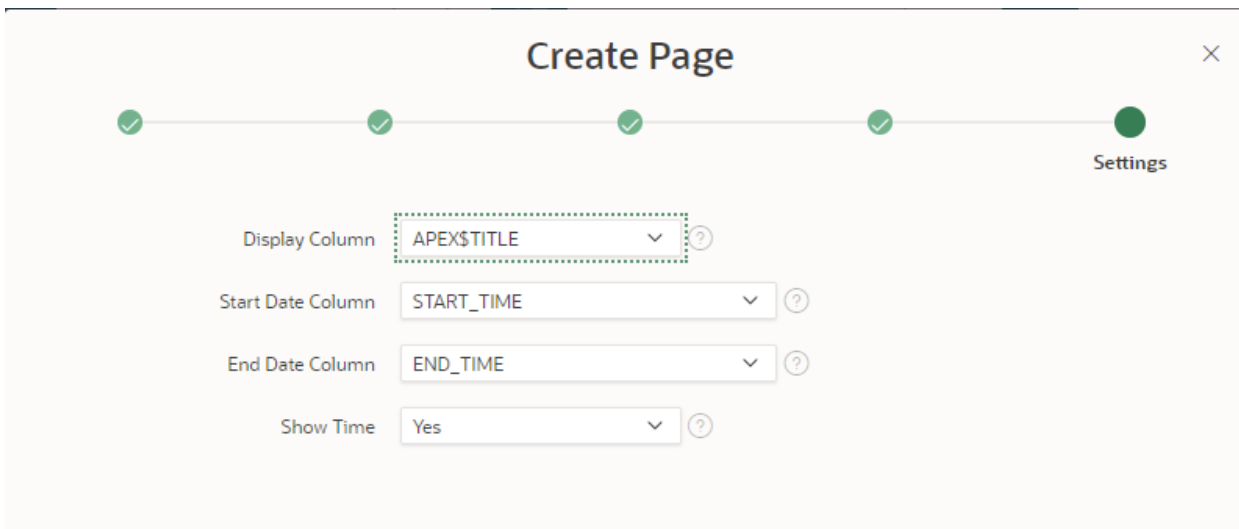 Create Page
Settings
Display Column APEX$TITLE ?
Start Date Column START_TIME ?
End Date Column END_TIME ?
Show Time Yes ?